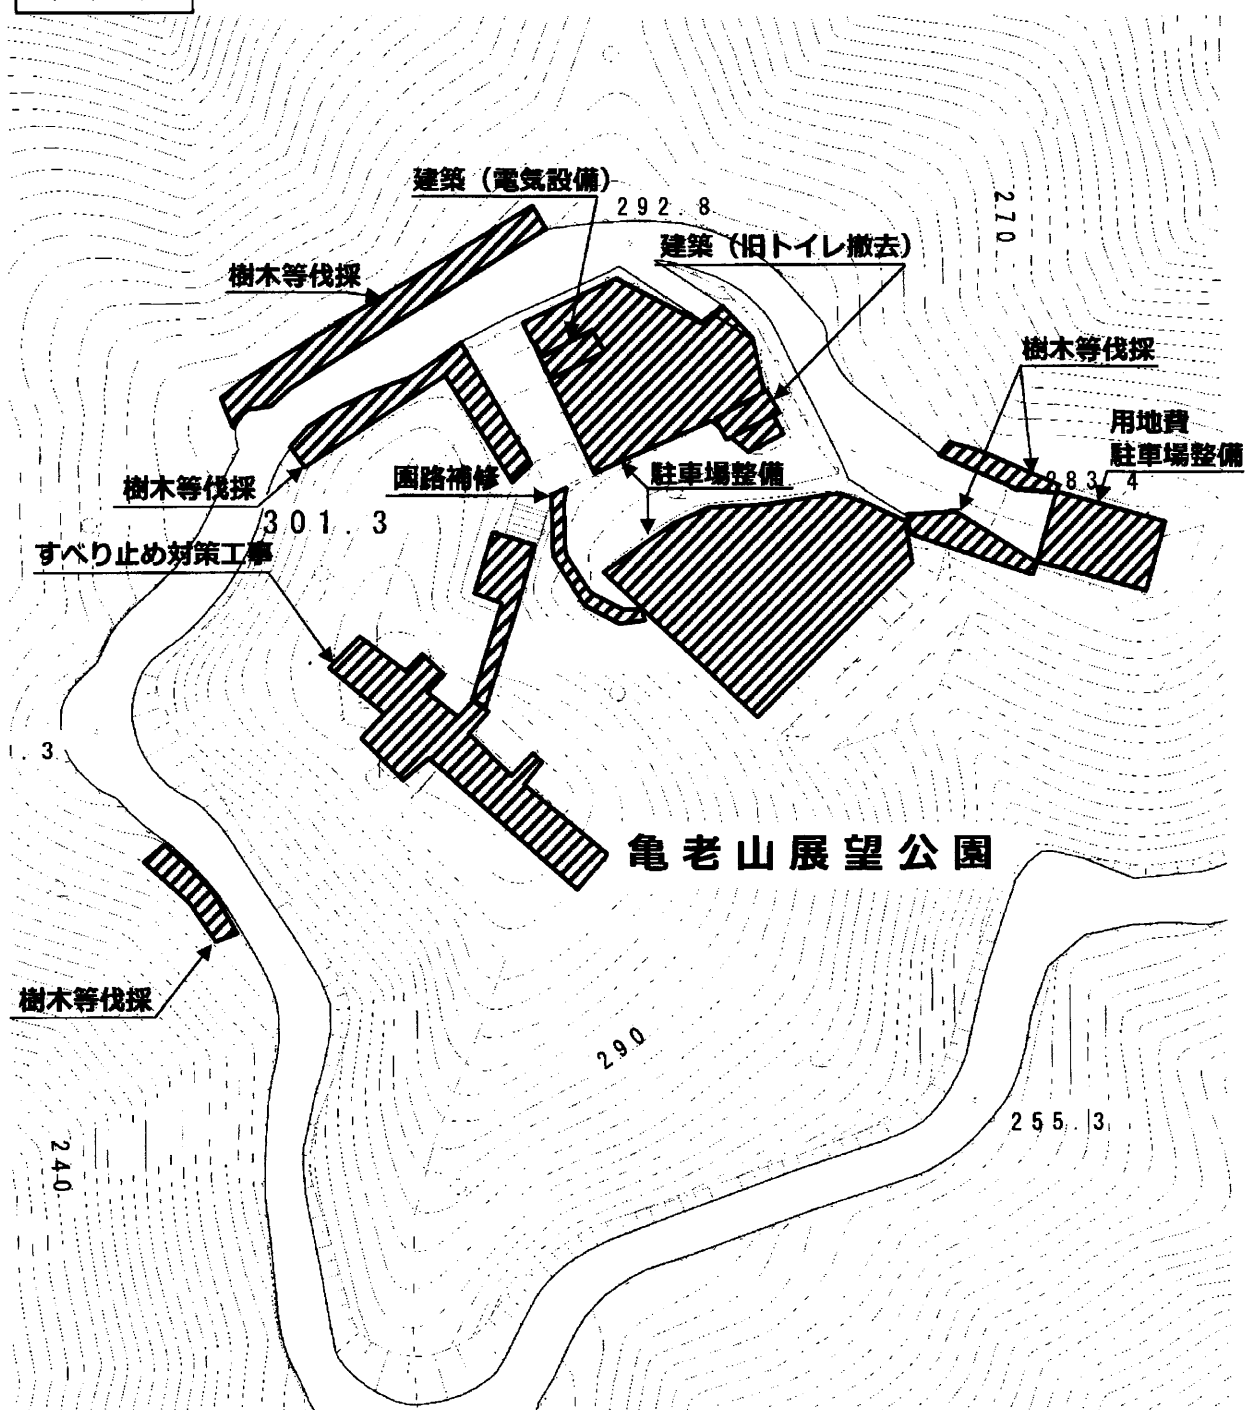 建築（電気設備）
292 8
270
建築（旧トイレ撤去）
樹木等伐採
樹木等伐採
用地費
駐車場整備
283 4
園路補修
駐車場整備
樹木等伐採
301.3
すべり止め対策工事
.3
亀老山展望公園
樹木等伐採
290
255.3
240